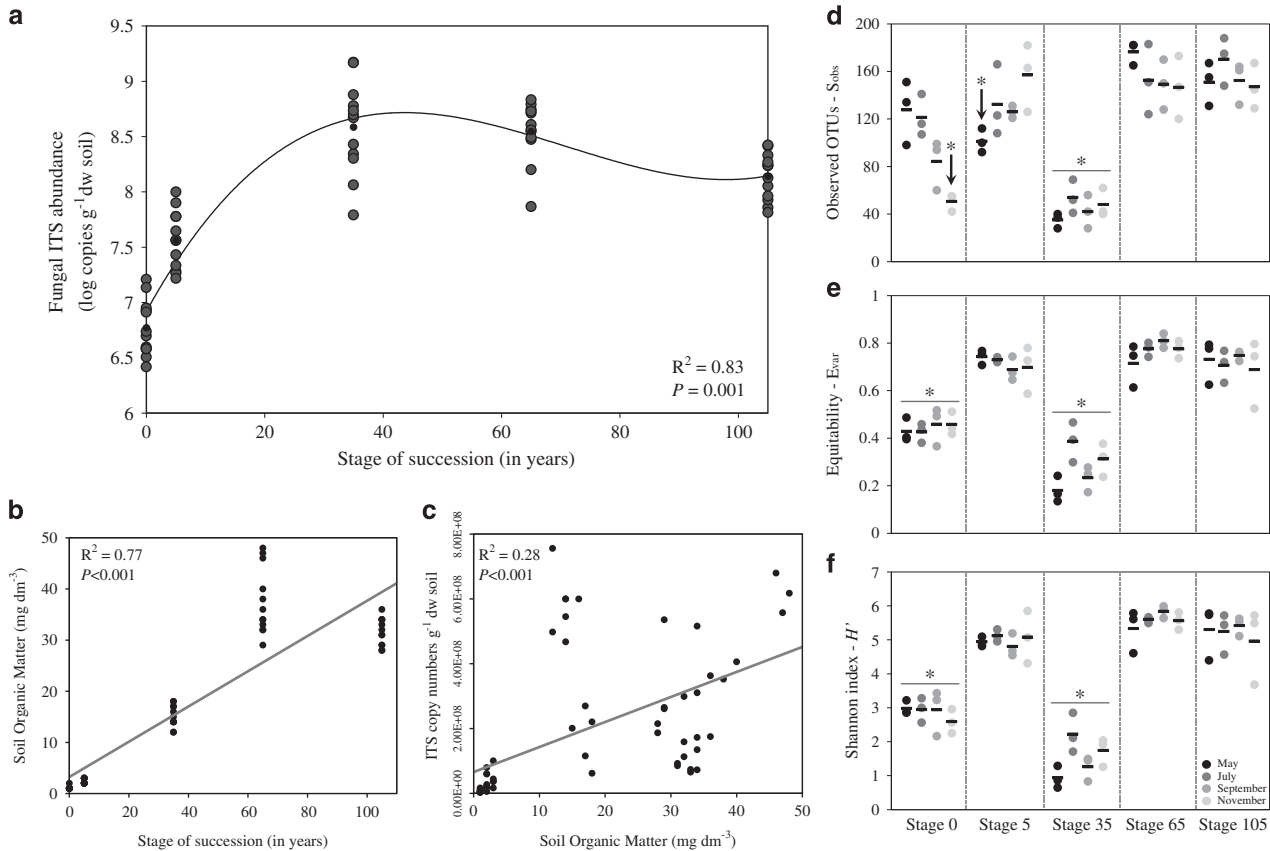 a
9.5
9
8.5
8
7.5
7
6.5
6
Fungal ITS abundance
(log copies g⁻¹dw soil)
R² = 0.83
P = 0.001
0 20 40 60 80 100
Stage of succession (in years)
b
50
40
30
20
10
0
Soil Organic Matter (mg dm⁻³)
R² = 0.77
P<0.001
0 20 40 60 80 100
Stage of succession (in years)
c
8.00E+08
6.00E+08
4.00E+08
2.00E+08
0.00E+00
ITS copy numbers g⁻¹ dw soil
R² = 0.28
P<0.001
0 10 20 30 40 50
Soil Organic Matter (mg dm⁻³)
d
200
160
120
80
40
0
Observed OTUs - Sobs
*
*
*
e
1
0.8
0.6
0.4
0.2
0
Equitability - Evar
*
*
f
7
6
5
4
3
2
1
0
Shannon index - H’
*
*
May
July
September
November
Stage 0 Stage 5 Stage 35 Stage 65 Stage 105